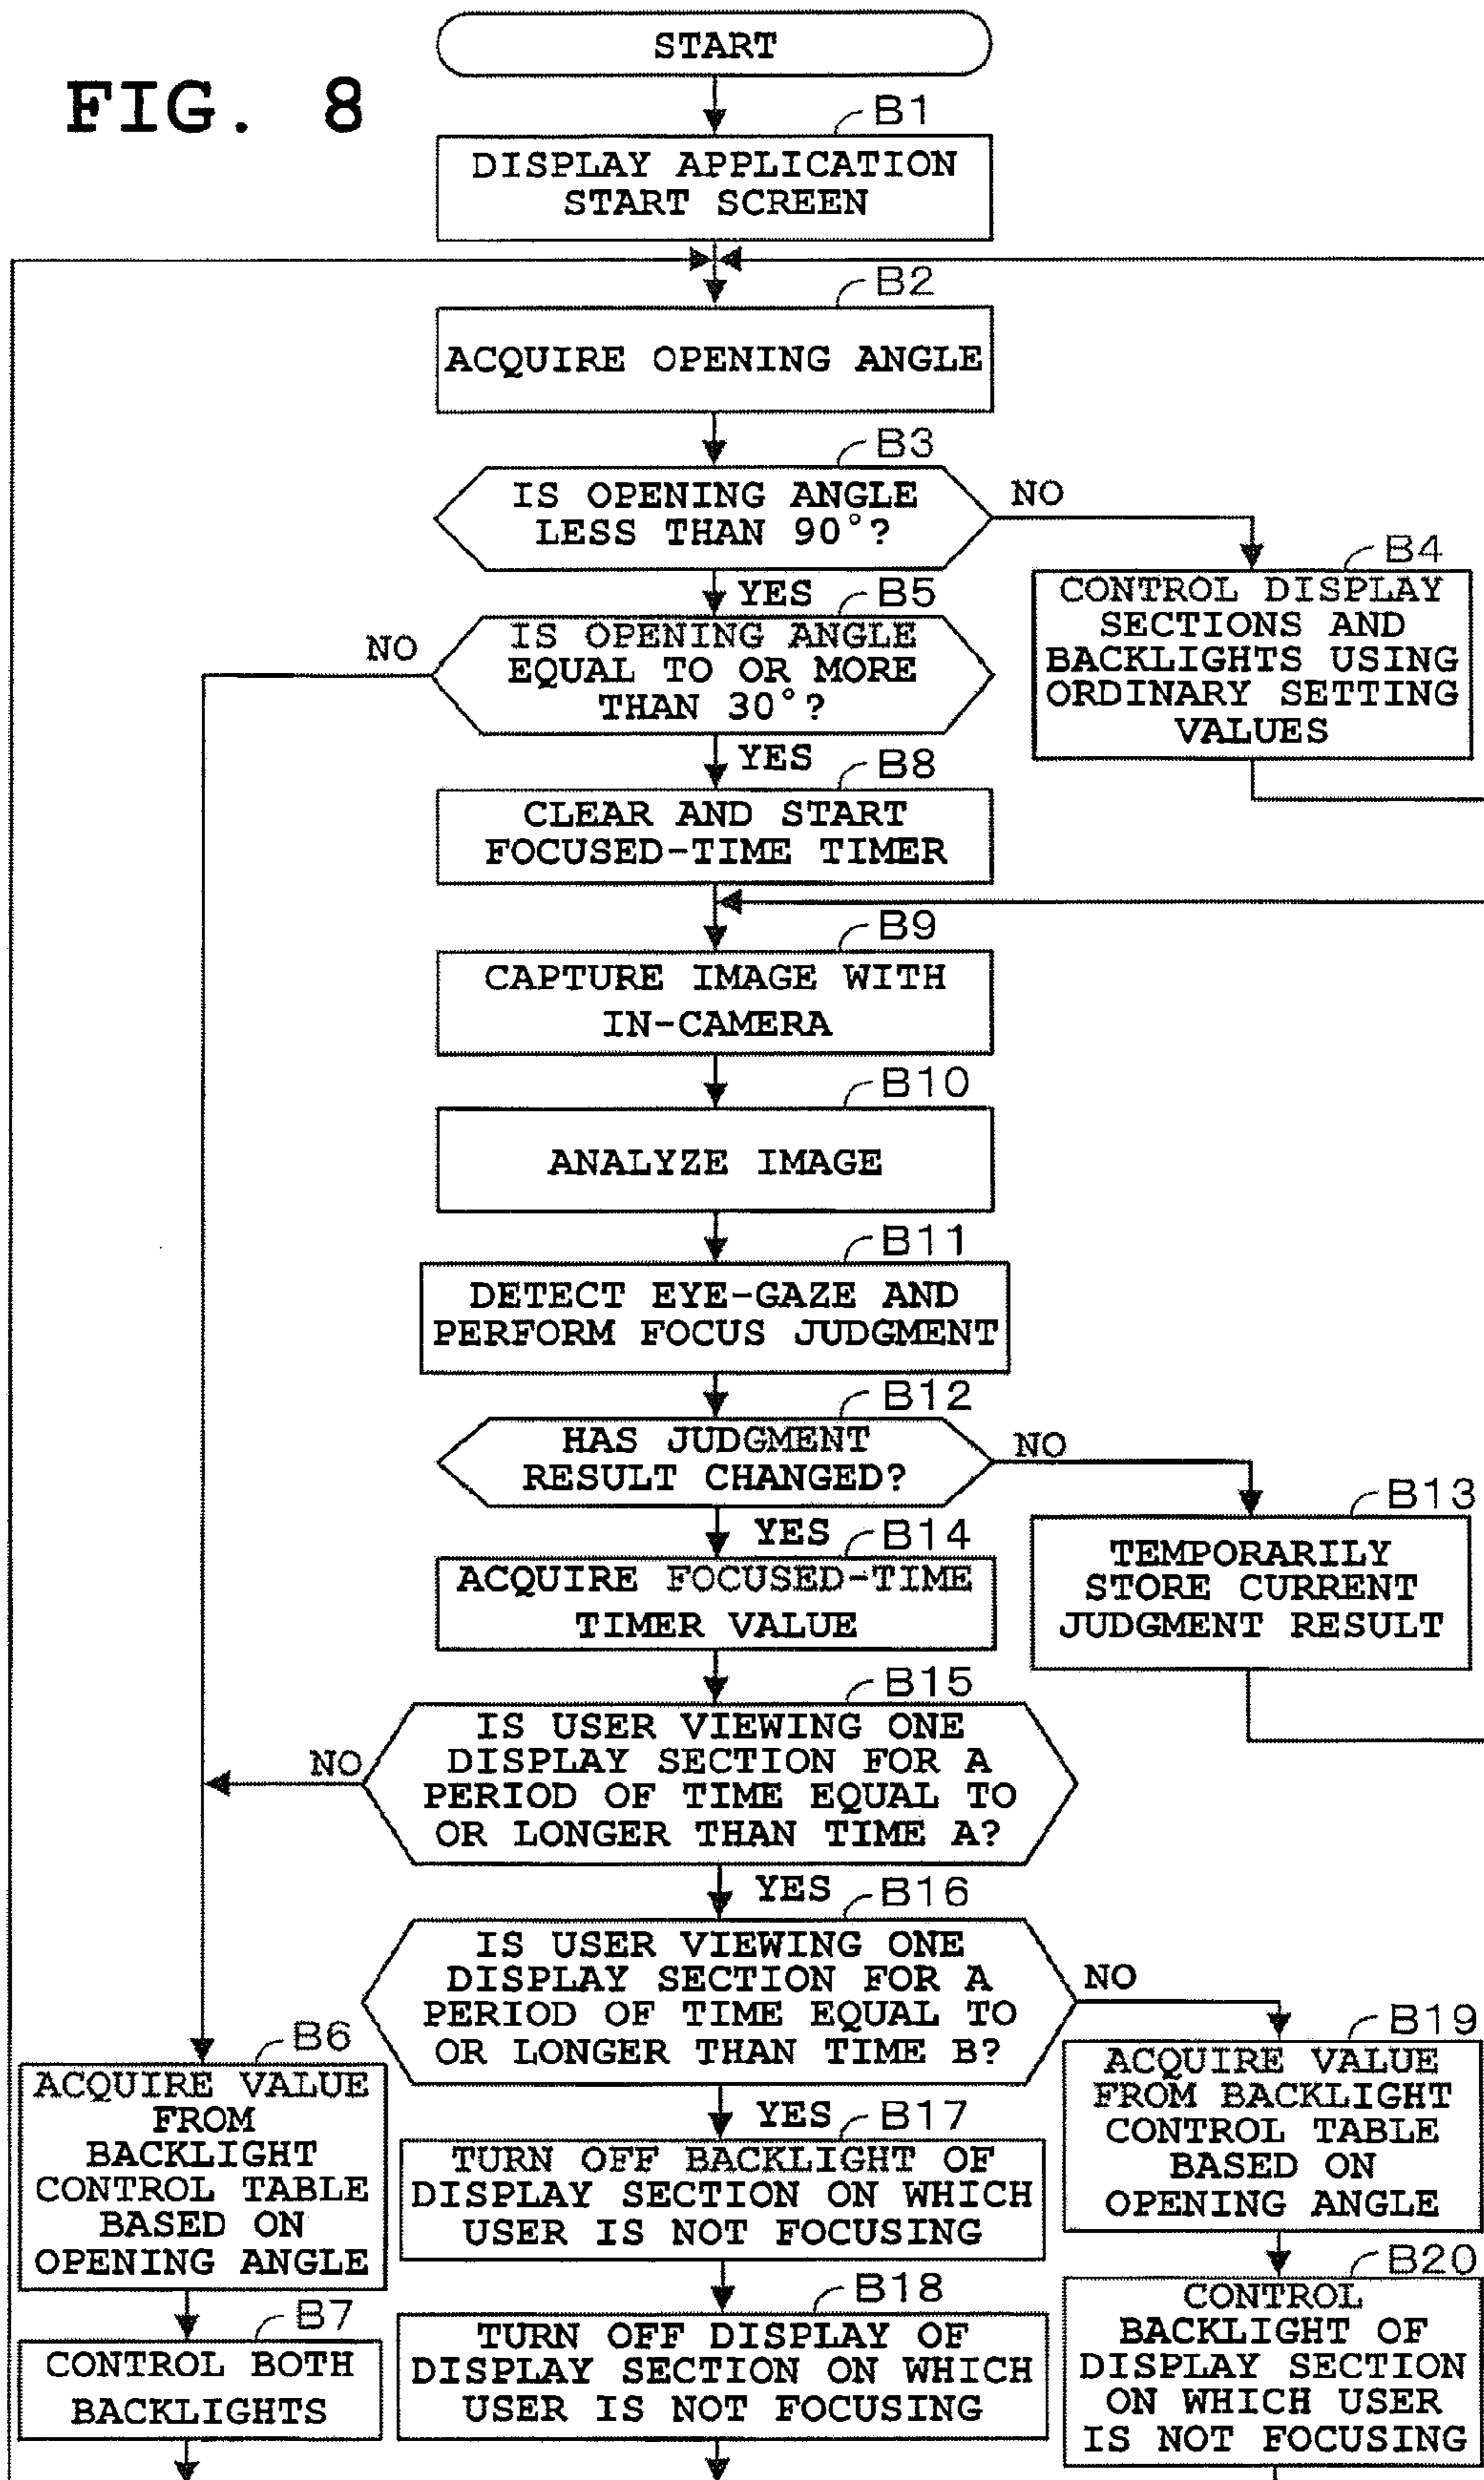 FIG. 8
START
B1
DISPLAY APPLICATION
START SCREEN
B2
ACQUIRE OPENING ANGLE
B3
IS OPENING ANGLE
LESS THAN 90°?
NO
B4
CONTROL DISPLAY
SECTIONS AND
BACKLIGHTS USING
ORDINARY SETTING
VALUES
YES
B5
IS OPENING ANGLE
EQUAL TO OR MORE
THAN 30°?
NO
YES
B8
CLEAR AND START
FOCUSED-TIME TIMER
B9
CAPTURE IMAGE WITH
IN-CAMERA
B10
ANALYZE IMAGE
B11
DETECT EYE-GAZE AND
PERFORM FOCUS JUDGMENT
B12
HAS JUDGMENT
RESULT CHANGED?
NO
B13
TEMPORARILY
STORE CURRENT
JUDGMENT RESULT
YES
B14
ACQUIRE FOCUSED-TIME
TIMER VALUE
B15
IS USER VIEWING ONE
DISPLAY SECTION FOR A
PERIOD OF TIME EQUAL TO
OR LONGER THAN TIME A?
NO
YES
B16
IS USER VIEWING ONE
DISPLAY SECTION FOR A
PERIOD OF TIME EQUAL TO
OR LONGER THAN TIME B?
NO
B6
ACQUIRE VALUE
FROM
BACKLIGHT
CONTROL TABLE
BASED ON
OPENING ANGLE
B7
CONTROL BOTH
BACKLIGHTS
YES
B17
TURN OFF BACKLIGHT OF
DISPLAY SECTION ON WHICH
USER IS NOT FOCUSING
B18
TURN OFF DISPLAY OF
DISPLAY SECTION ON WHICH
USER IS NOT FOCUSING
B19
ACQUIRE VALUE
FROM BACKLIGHT
CONTROL TABLE
BASED ON
OPENING ANGLE
B20
CONTROL
BACKLIGHT OF
DISPLAY SECTION
ON WHICH USER
IS NOT FOCUSING